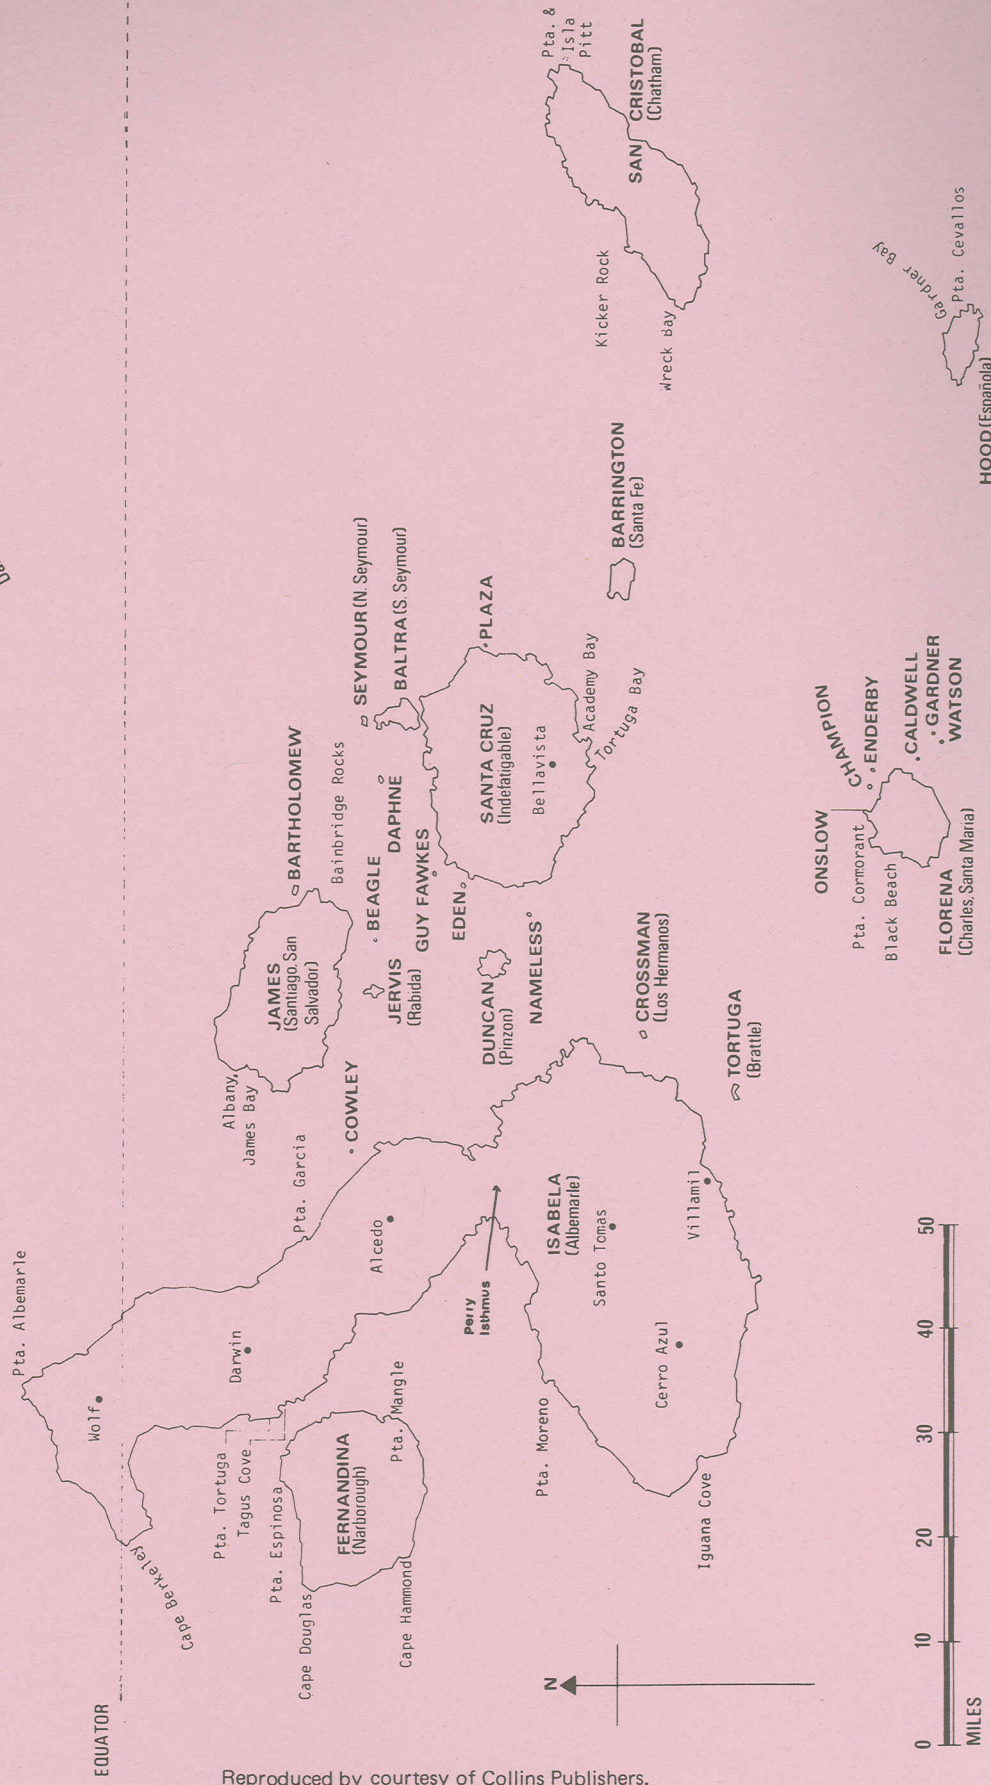 EQUATOR
Pta. Albemarle
Wolf
Cape Berkeley
Darwin
Pta. Tortuga
Tagus Cove
Pta. Espinosa
Cape Douglas
FERNANDINA
(Narborough)
Pta. Mangle
Cape Hammond
Alcedo
Pta. Garcia
Perry
Isthmus
ISABELA
(Albemarle)
Santo Tomas
Villamil
Cerro Azul
Pta. Moreno
Iguana Cove
COWLEY
Albany
James Bay
JAMES
(Santiago. San
Salvador)
BARTHOLOMEW
Bainbridge Rocks
BEAGLE
JERVIS
(Rabida)
DAPHNE
GUY FAWKES
EDEN
DUNCAN
(Pinzon)
NAMELESS
CROSSMAN
(Los Hermanos)
TORTUGA
(Brattle)
SEYMOUR (N. Seymour)
BALTRA (S. Seymour)
PLAZA
SANTA CRUZ
(Indefatigable)
Bellavista
Academy Bay
Tortuga Bay
BARRINGTON
(Santa Fe)
Pta. &
Isla
Pitt
SAN CRISTOBAL
(Chatham)
Kicker Rock
Wreck Bay
Gardner Bay
Pta. Cevallos
HOOD (Española)
CHAMPION
ENDERBY
CALDWELL
GARDNER
WATSON
ONSLOW
Pta. Cormorant
Black Beach
FLORENA
(Charles, Santa Maria)
N
0 10 20 30 40 50
MILES
Reproduced by courtesy of Collins Publishers.